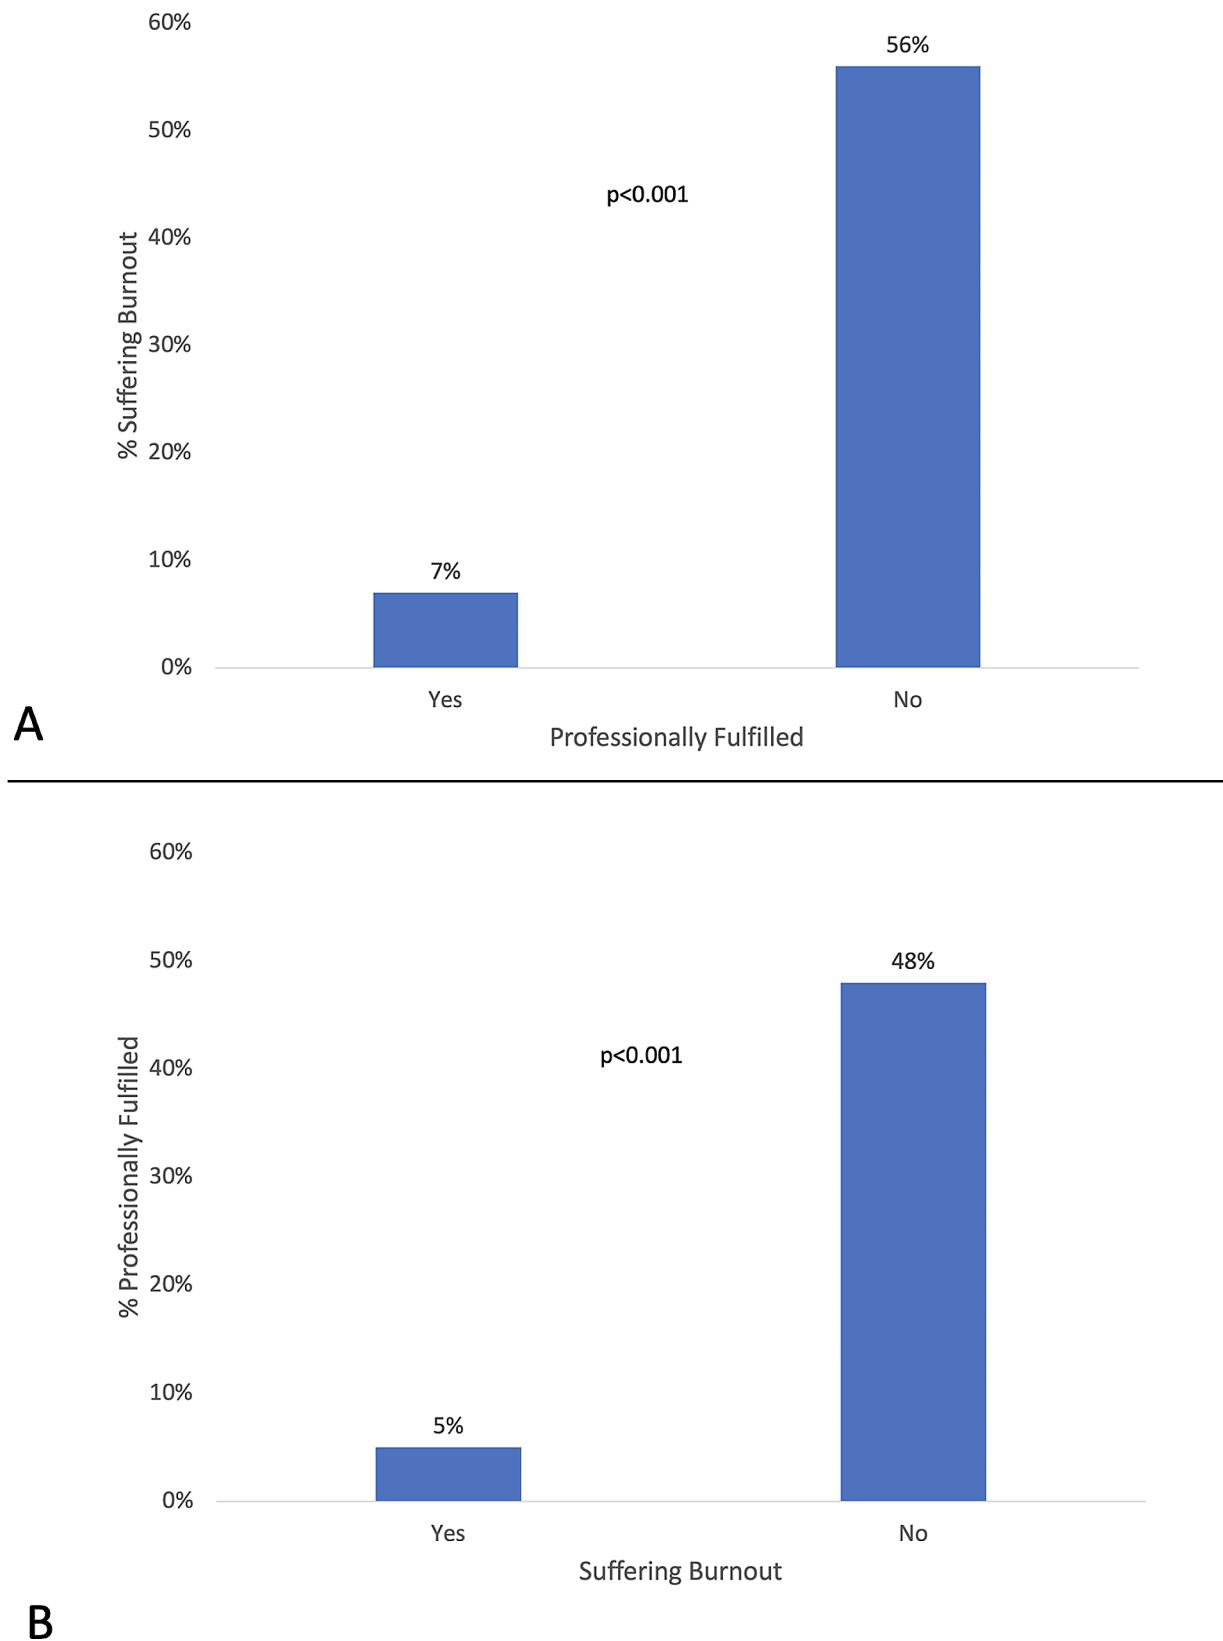 60%
56%
50%
p<0.001
40%
% Suffering Burnout
30%
20%
10%
7%
0%
Yes
No
A
Professionally Fulfilled
60%
50%
48%
p<0.001
40%
% Professionally Fulfilled
30%
20%
10%
5%
0%
Yes
No
Suffering Burnout
B